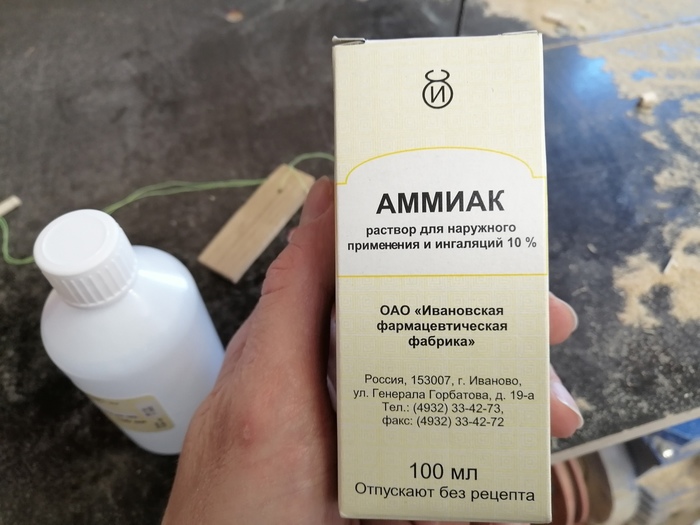 АММИАК
раствор для наружного
применения и ингаляций 10 %
ОАО «Ивановская
фармацевтическая
фабрика»
Россия, 153007, г. Иваново,
ул. Генерала Горбатова, д. 19-а
Тел.: (4932) 33-42-73,
факс: (4932) 33-42-72
100 мл
Отпускают без рецепта